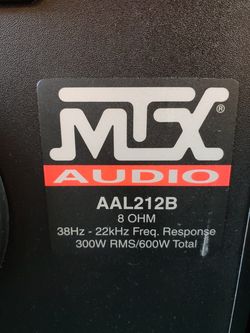 MTX®
AUDIO
AAL212B
8 OHM
38Hz - 22kHz Freq. Response
300W RMS/600W Total